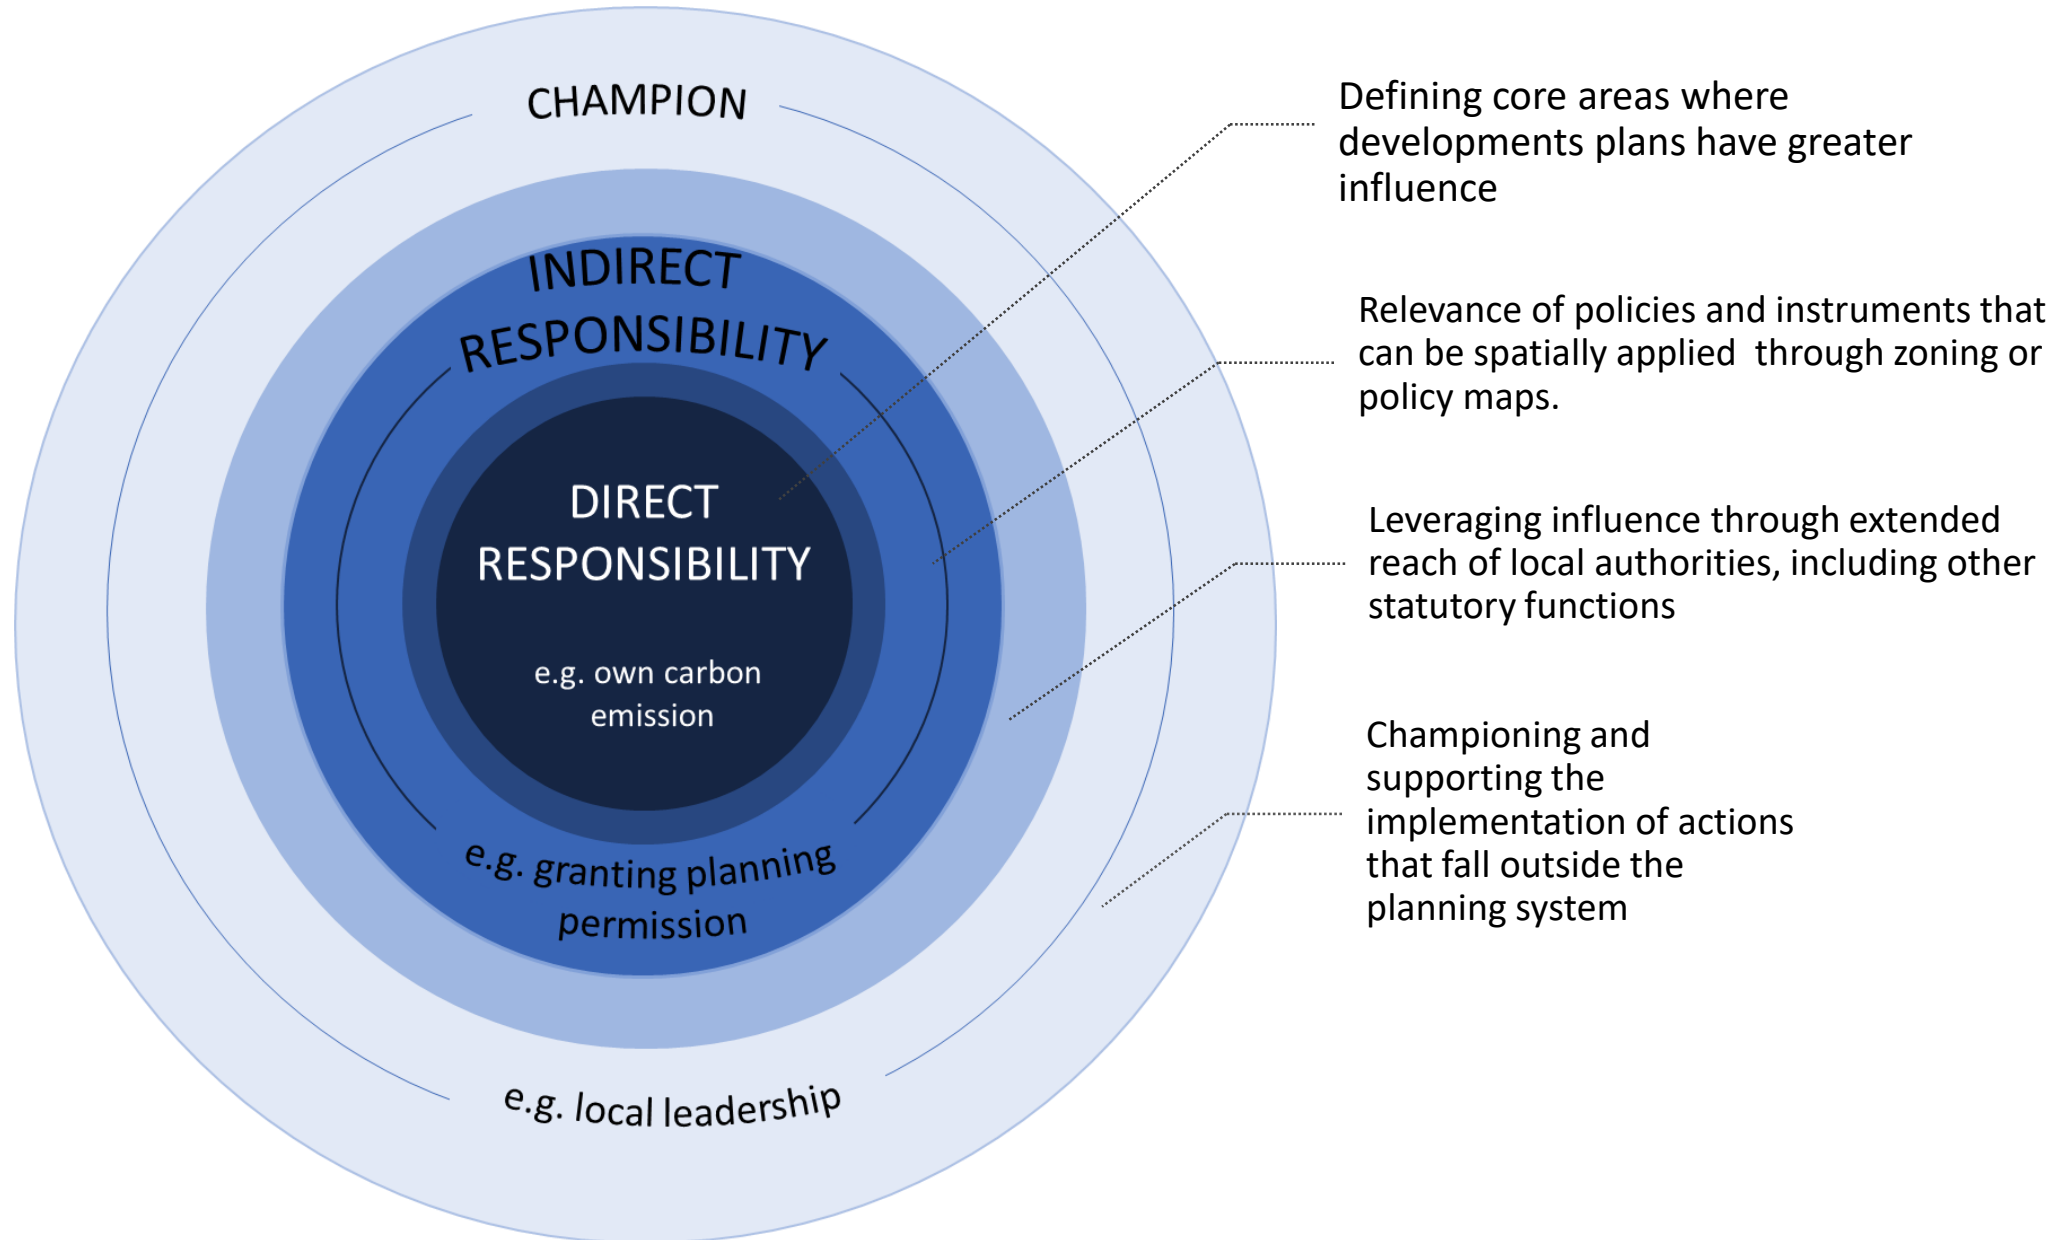 CHAMPION
INDIRECT
RESPONSIBILITY
DIRECT
RESPONSIBILITY
e.g. own carbon
emission
e.g. granting planning
permission
e.g. local leadership
Defining core areas where
developments plans have greater
influence
Relevance of policies and instruments that
can be spatially applied  through zoning or
policy maps.
Leveraging influence through extended
reach of local authorities, including other
statutory functions
Championing and
supporting the
implementation of actions
that fall outside the
planning system